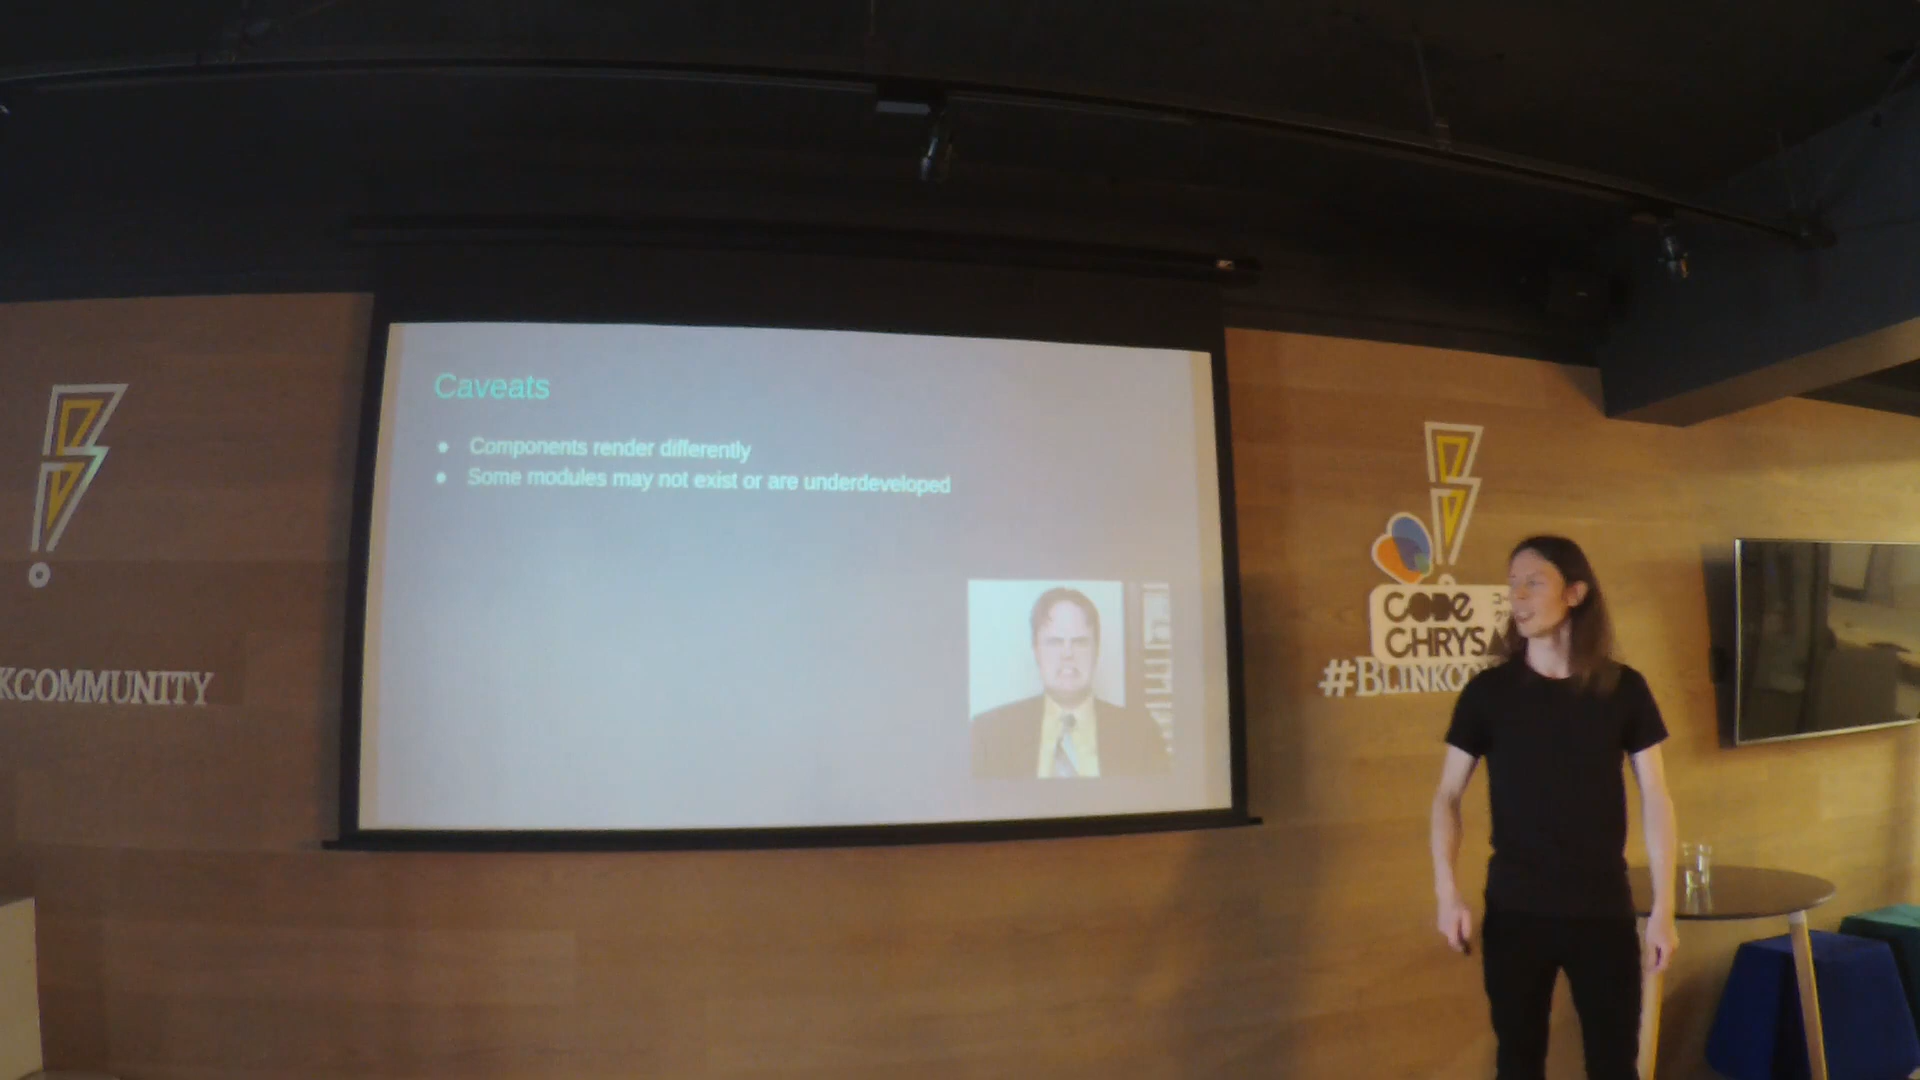 Caveats
● Components render differently
● Some modules may not exist or are underdeveloped
KCOMMUNITY
CODE
CHRYSA
#BLINKCO